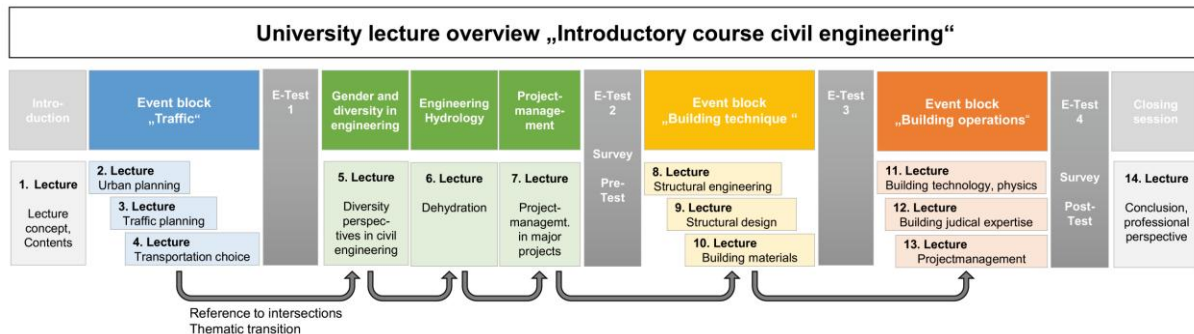 University lecture overview „Introductory course civil engineering“
Intro-
duction
Event block
„Traffic“
E-Test
1
Gender and
diversity in
engineering
Engineering
Hydrology
Project-
manage-
ment
E-Test
2
Survey
Pre-
Test
Event block
„Building technique “
E-Test
3
Event block
„Building operations“
E-Test
4
Survey
Post-
Test
Closing
session
1. Lecture
Lecture
concept,
Contents
2. Lecture
Urban planning
3. Lecture
Traffic planning
4. Lecture
Transportation choice
5. Lecture
Diversity
perspec-
tives in civil
engineering
6. Lecture
Dehydration
7. Lecture
Project-
managemt.
in major
projects
8. Lecture
Structural engineering
9. Lecture
Structural design
10. Lecture
Building materials
11. Lecture
Building technology, physics
12. Lecture
Building judical expertise
13. Lecture
Projectmanagement
14. Lecture
Conclusion,
professional
perspective
Reference to intersections
Thematic transition